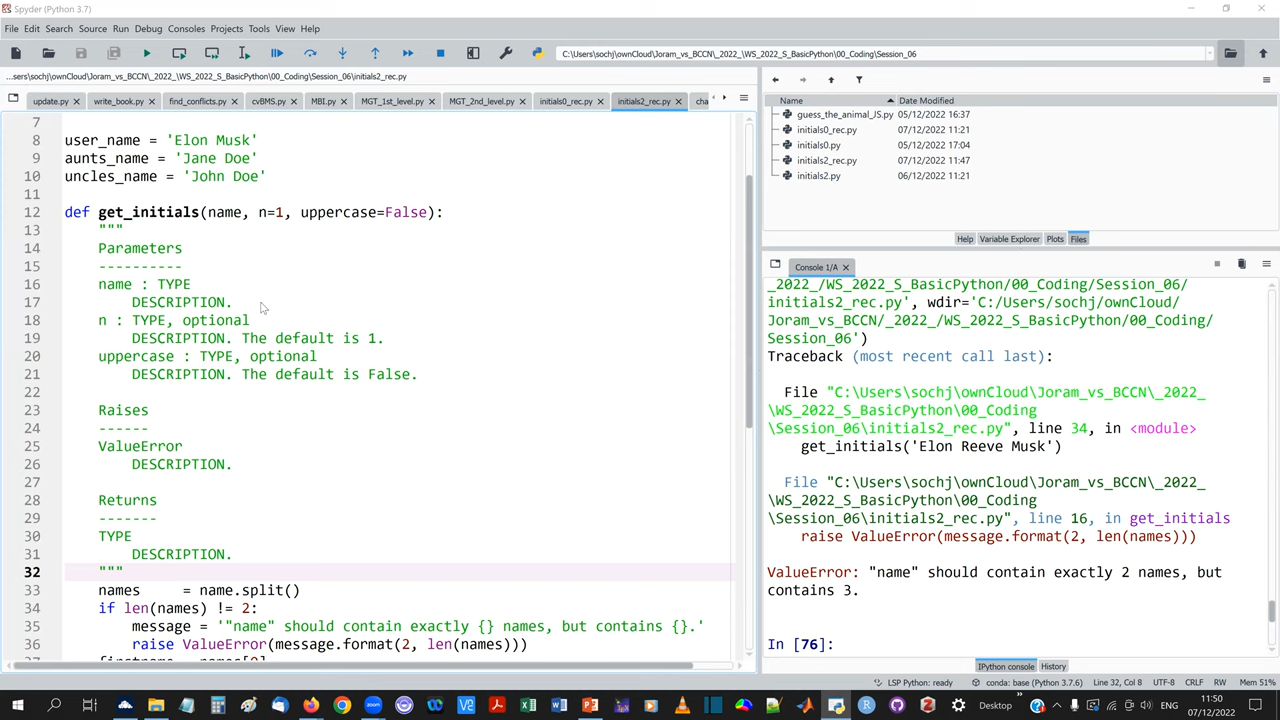 Spyder (Python 3.7)
File Edit Search Source Run Debug Consoles Projects Tools View Help
C:\Users\sochj\ownCloud\Joram_vs_BCCN\_2022_\WS_2022_S_BasicPython\00_Coding\Session_06
...sers\sochj\ownCloud\Joram_vs_BCCN\_2022_\WS_2022_S_BasicPython\00_Coding\Session_06\initials2_rec.py
update.py write_book.py find_conflicts.py cvBMS.py MBI.py MGT_1st_level.py MGT_2nd_level.py initials0_rec.py initials2_rec.py cha
7
8 user_name = 'Elon Musk'
9 aunts_name = 'Jane Doe'
10 uncles_name = 'John Doe'
11
12 def get_initials(name, n=1, uppercase=False):
13 """
14 Parameters
15 ----------
16 name : TYPE
17 DESCRIPTION.
18 n : TYPE, optional
19 DESCRIPTION. The default is 1.
20 uppercase : TYPE, optional
21 DESCRIPTION. The default is False.
22
23 Raises
24 ------
25 ValueError
26 DESCRIPTION.
27
28 Returns
29 -------
30 TYPE
31 DESCRIPTION.
32 """
33 names = name.split()
34 if len(names) != 2:
35 message = '"name" should contain exactly {} names, but contains {}.'
36 raise ValueError(message.format(2, len(names)))
Name Date Modified
guess_the_animal_JS.py 05/12/2022 16:37
initials0_rec.py 07/12/2022 11:21
initials0.py 05/12/2022 17:04
initials2_rec.py 07/12/2022 11:47
initials2.py 06/12/2022 11:21
Help Variable Explorer Plots Files
Console 1/A
_2022_/WS_2022_S_BasicPython/00_Coding/Session_06/
initials2_rec.py', wdir='C:/Users/sochj/ownCloud/
Joram_vs_BCCN/_2022_/WS_2022_S_BasicPython/00_Coding/
Session_06')
Traceback (most recent call last):
File "C:\Users\sochj\ownCloud\Joram_vs_BCCN\_2022_
\WS_2022_S_BasicPython\00_Coding
\Session_06\initials2_rec.py", line 34, in <module>
get_initials('Elon Reeve Musk')
File "C:\Users\sochj\ownCloud\Joram_vs_BCCN\_2022_
\WS_2022_S_BasicPython\00_Coding
\Session_06\initials2_rec.py", line 16, in get_initials
raise ValueError(message.format(2, len(names)))
ValueError: "name" should contain exactly 2 names, but
contains 3.
In [76]:
IPython console History
LSP Python: ready conda: base (Python 3.7.6) Line 32, Col 8 UTF-8 CRLF RW Mem 51%
Desktop ENG 11:50
07/12/2022